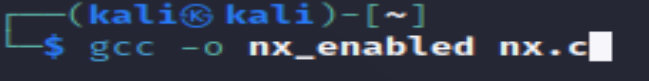 ┌──(kali㉿kali)-[~]
└─$ gcc -o nx_enabled nx.c